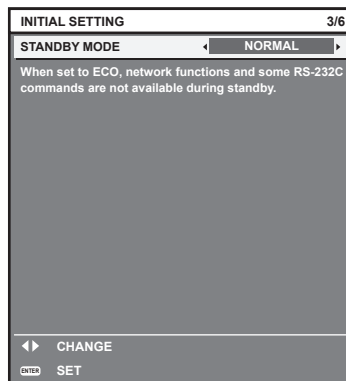 INITIAL SETTING 3/6
STANDBY MODE NORMAL
When set to ECO, network functions and some RS-232C
commands are not available during standby.
CHANGE
ENTER SET